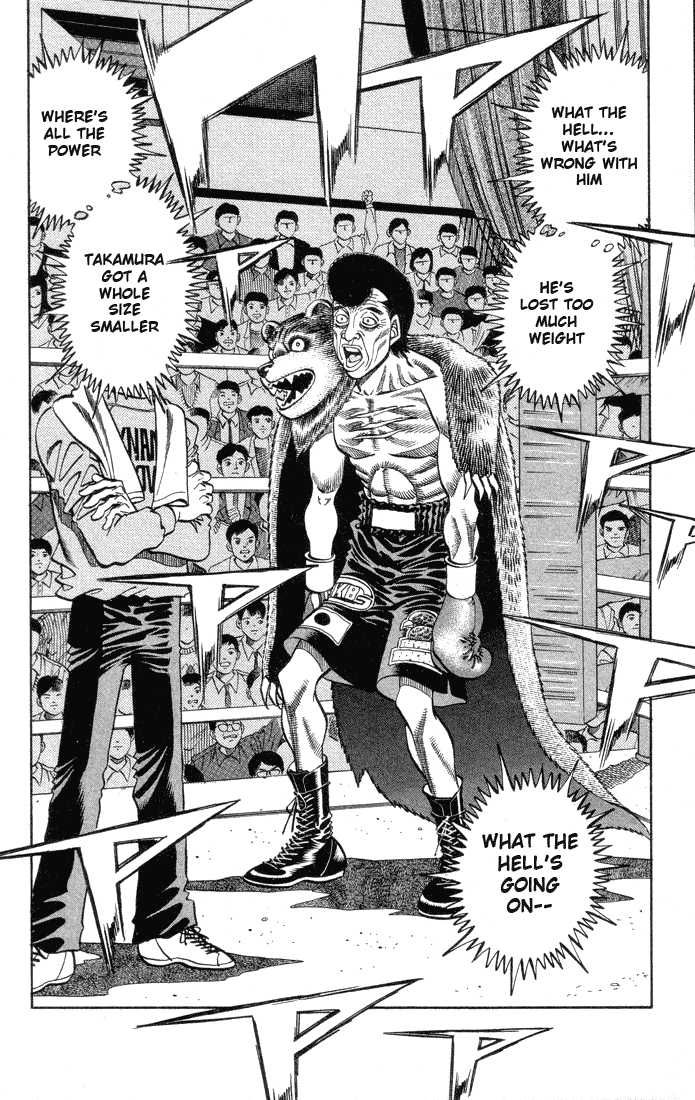 WHERE'S
ALL THE
POWER
TAKAMURA
GOT A
WHOLE
SIZE
SMALLER
WHAT THE
HELL...
WHAT'S
WRONG WITH
HIM
HE'S
LOST TOO
MUCH
WEIGHT
WHAT THE
HELL'S
GOING
ON--